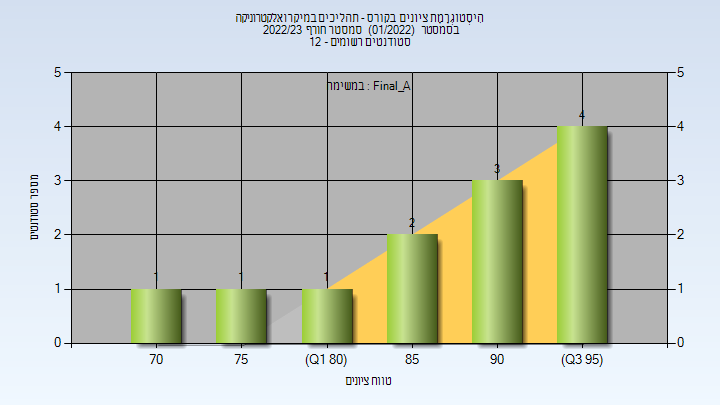 היסטוגרמת ציונים בקורס - תהליכים במיקרואלקטרוניקה
בסמסטר (01/2022) סמסטר חורף 2022/23
סטודנטים רשומים - 12
במשימה : Final_A
5
4
3
2
1
0
5
4
3
2
1
0
1
1
1
2
3
4
מספר סטודנטים
70
75
(Q1 80)
85
90
(Q3 95)
טווח ציונים